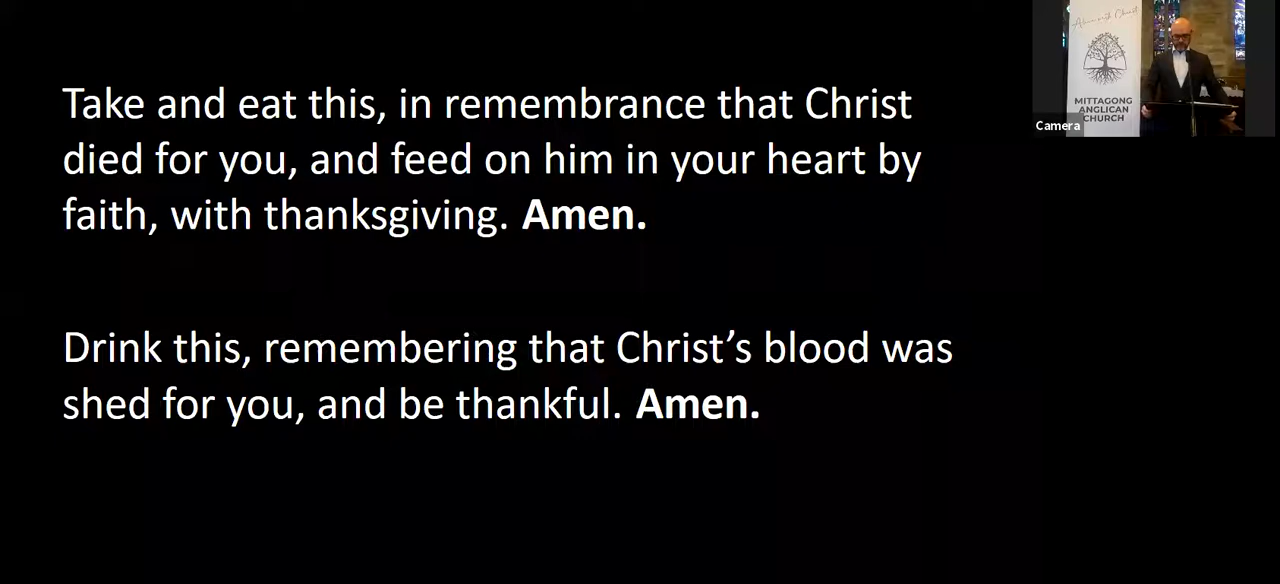 Take and eat this, in remembrance that Christ
died for you, and feed on him in your heart by
faith, with thanksgiving. Amen.
Drink this, remembering that Christ’s blood was
shed for you, and be thankful. Amen.
MITTAGONG
ANGLICAN
CHURCH
Camera